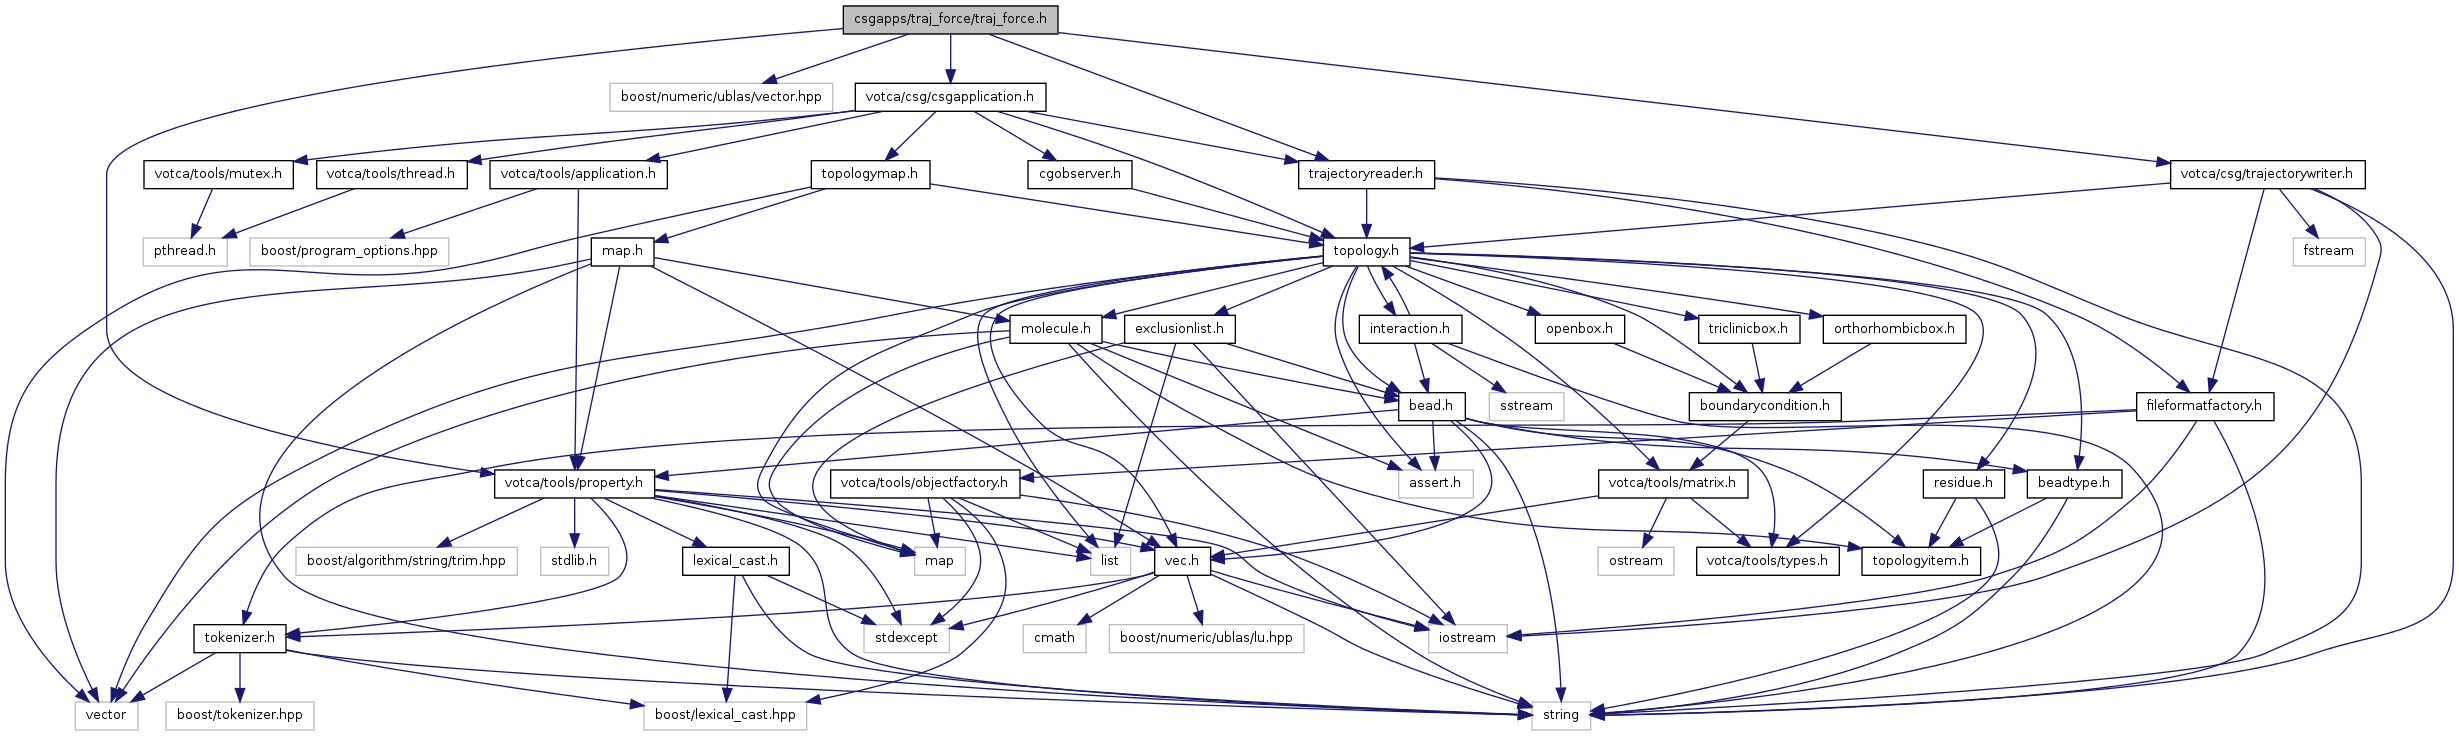 csgapps/traj_force/traj_force.h
boost/numeric/ublas/vector.hpp
votca/csg/csgapplication.h
votca/tools/mutex.h
votca/tools/thread.h
votca/tools/application.h
topologymap.h
cgobserver.h
trajectoryreader.h
votca/csg/trajectorywriter.h
pthread.h
boost/program_options.hpp
map.h
topology.h
fstream
molecule.h
exclusionlist.h
interaction.h
openbox.h
triclinicbox.h
orthorhombicbox.h
bead.h
sstream
boundarycondition.h
fileformatfactory.h
votca/tools/property.h
votca/tools/objectfactory.h
assert.h
votca/tools/matrix.h
residue.h
beadtype.h
boost/algorithm/string/trim.hpp
stdlib.h
lexical_cast.h
map
list
vec.h
ostream
votca/tools/types.h
topologyitem.h
tokenizer.h
stdexcept
cmath
boost/numeric/ublas/lu.hpp
iostream
vector
boost/tokenizer.hpp
boost/lexical_cast.hpp
string